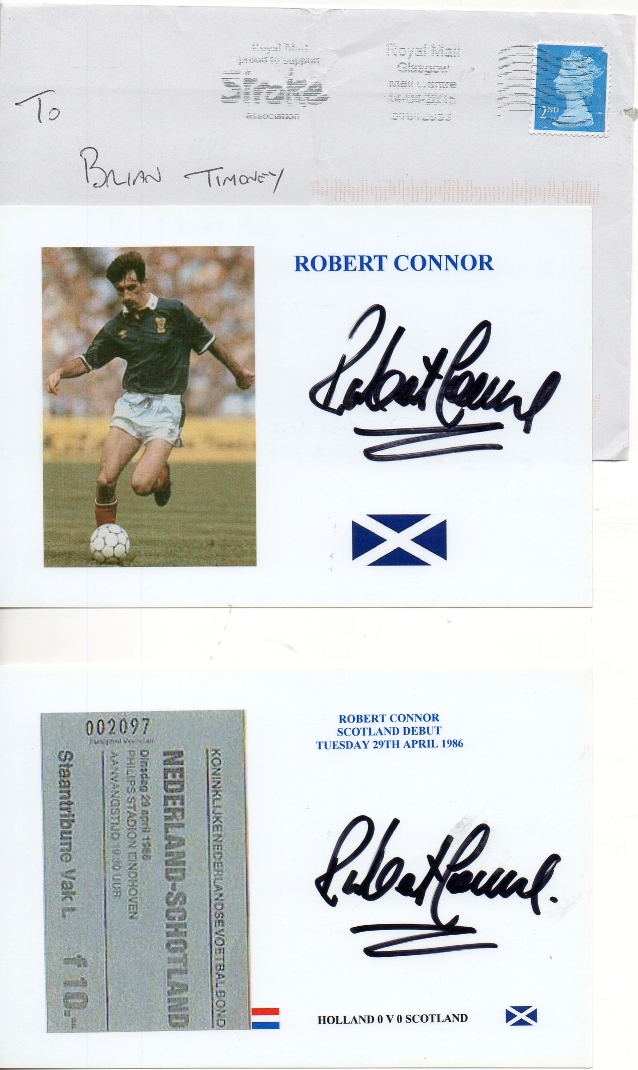 Royal Mail
proud to support
Stroke
association
Royal Mail
Glasgow
Mail Centre
2ND
To
BRIAN TIMONEY
ROBERT CONNOR
Robert Connor
ROBERT CONNOR
SCOTLAND DEBUT
TUESDAY 29TH APRIL 1986
002097
KONINKLIJKE NEDERLANDSE VOETBAL BOND
NEDERLAND-SCHOTLAND
Dinsdag 29 april 1986
PHILIPS STADION EINDHOVEN
AANVANGSTIJD 19.30 UUR
Staantribune Vak L
f 10.-
Robert Connor
HOLLAND 0 V 0 SCOTLAND